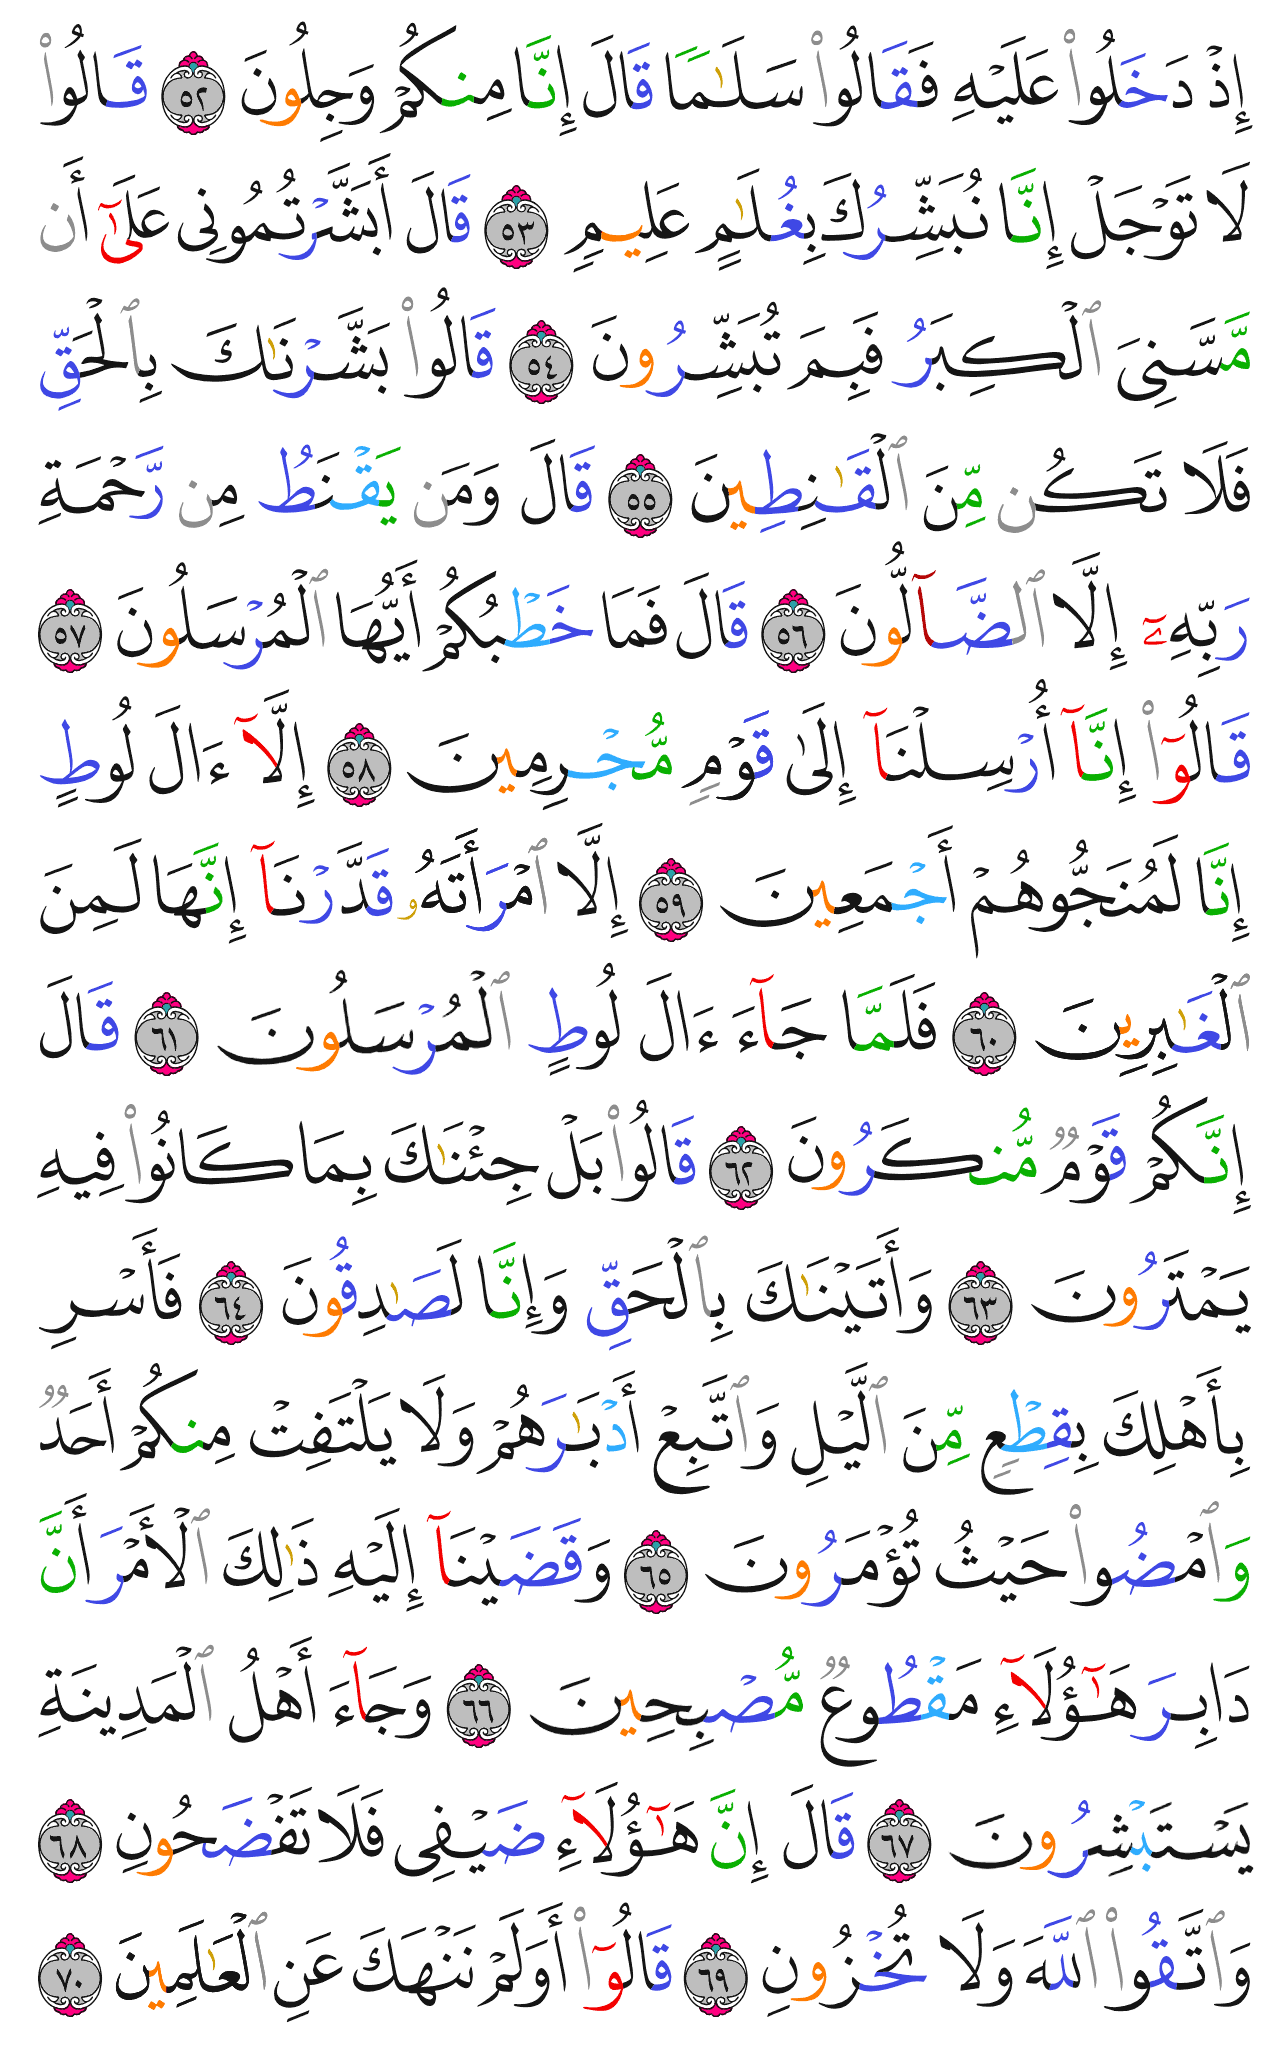 إِذْ دَخَلُوا۟ عَلَيْهِ فَقَالُوا۟ سَلَـٰمًا قَالَ إِنَّا مِنكُمْ وَجِلُونَ ٥٢ قَالُوا۟
لَا تَوْجَلْ إِنَّا نُبَشِّرُكَ بِغُلَـٰمٍ عَلِيمٍ ٥٣ قَالَ أَبَشَّرْتُمُونِى عَلَىٰٓ أَن
مَّسَّنِىَ ٱلْكِبَرُ فَبِمَ تُبَشِّرُونَ ٥٤ قَالُوا۟ بَشَّرْنَـٰكَ بِٱلْحَقِّ
فَلَا تَكُن مِّنَ ٱلْقَـٰنِطِينَ ٥٥ قَالَ وَمَن يَقْنَطُ مِن رَّحْمَةِ
رَبِّهِۦٓ إِلَّا ٱلضَّآلُّونَ ٥٦ قَالَ فَمَا خَطْبُكُمْ أَيُّهَا ٱلْمُرْسَلُونَ ٥٧
قَالُوٓا۟ إِنَّآ أُرْسِلْنَآ إِلَىٰ قَوْمٍ مُّجْرِمِينَ ٥٨ إِلَّآ ءَالَ لُوطٍ
إِنَّا لَمُنَجُّوهُمْ أَجْمَعِينَ ٥٩ إِلَّا ٱمْرَأَتَهُۥ قَدَّرْنَآ إِنَّهَا لَمِنَ
ٱلْغَـٰبِرِينَ ٦٠ فَلَمَّا جَآءَ ءَالَ لُوطٍ ٱلْمُرْسَلُونَ ٦١ قَالَ
إِنَّكُمْ قَوْمٌ مُّنكَرُونَ ٦٢ قَالُوا۟ بَلْ جِئْنَـٰكَ بِمَا كَانُوا۟ فِيهِ
يَمْتَرُونَ ٦٣ وَأَتَيْنَـٰكَ بِٱلْحَقِّ وَإِنَّا لَصَـٰدِقُونَ ٦٤ فَأَسْرِ
بِأَهْلِكَ بِقِطْعٍ مِّنَ ٱلَّيْلِ وَٱتَّبِعْ أَدْبَـٰرَهُمْ وَلَا يَلْتَفِتْ مِنكُمْ أَحَدٌ
وَٱمْضُوا۟ حَيْثُ تُؤْمَرُونَ ٦٥ وَقَضَيْنَآ إِلَيْهِ ذَٰلِكَ ٱلْأَمْرَ أَنَّ
دَابِرَ هَـٰٓؤُلَآءِ مَقْطُوعٌ مُّصْبِحِينَ ٦٦ وَجَآءَ أَهْلُ ٱلْمَدِينَةِ
يَسْتَبْشِرُونَ ٦٧ قَالَ إِنَّ هَـٰٓؤُلَآءِ ضَيْفِى فَلَا تَفْضَحُونِ ٦٨
وَٱتَّقُوا۟ ٱللَّهَ وَلَا تُخْزُونِ ٦٩ قَالُوٓا۟ أَوَلَمْ نَنْهَكَ عَنِ ٱلْعَـٰلَمِينَ ٧٠